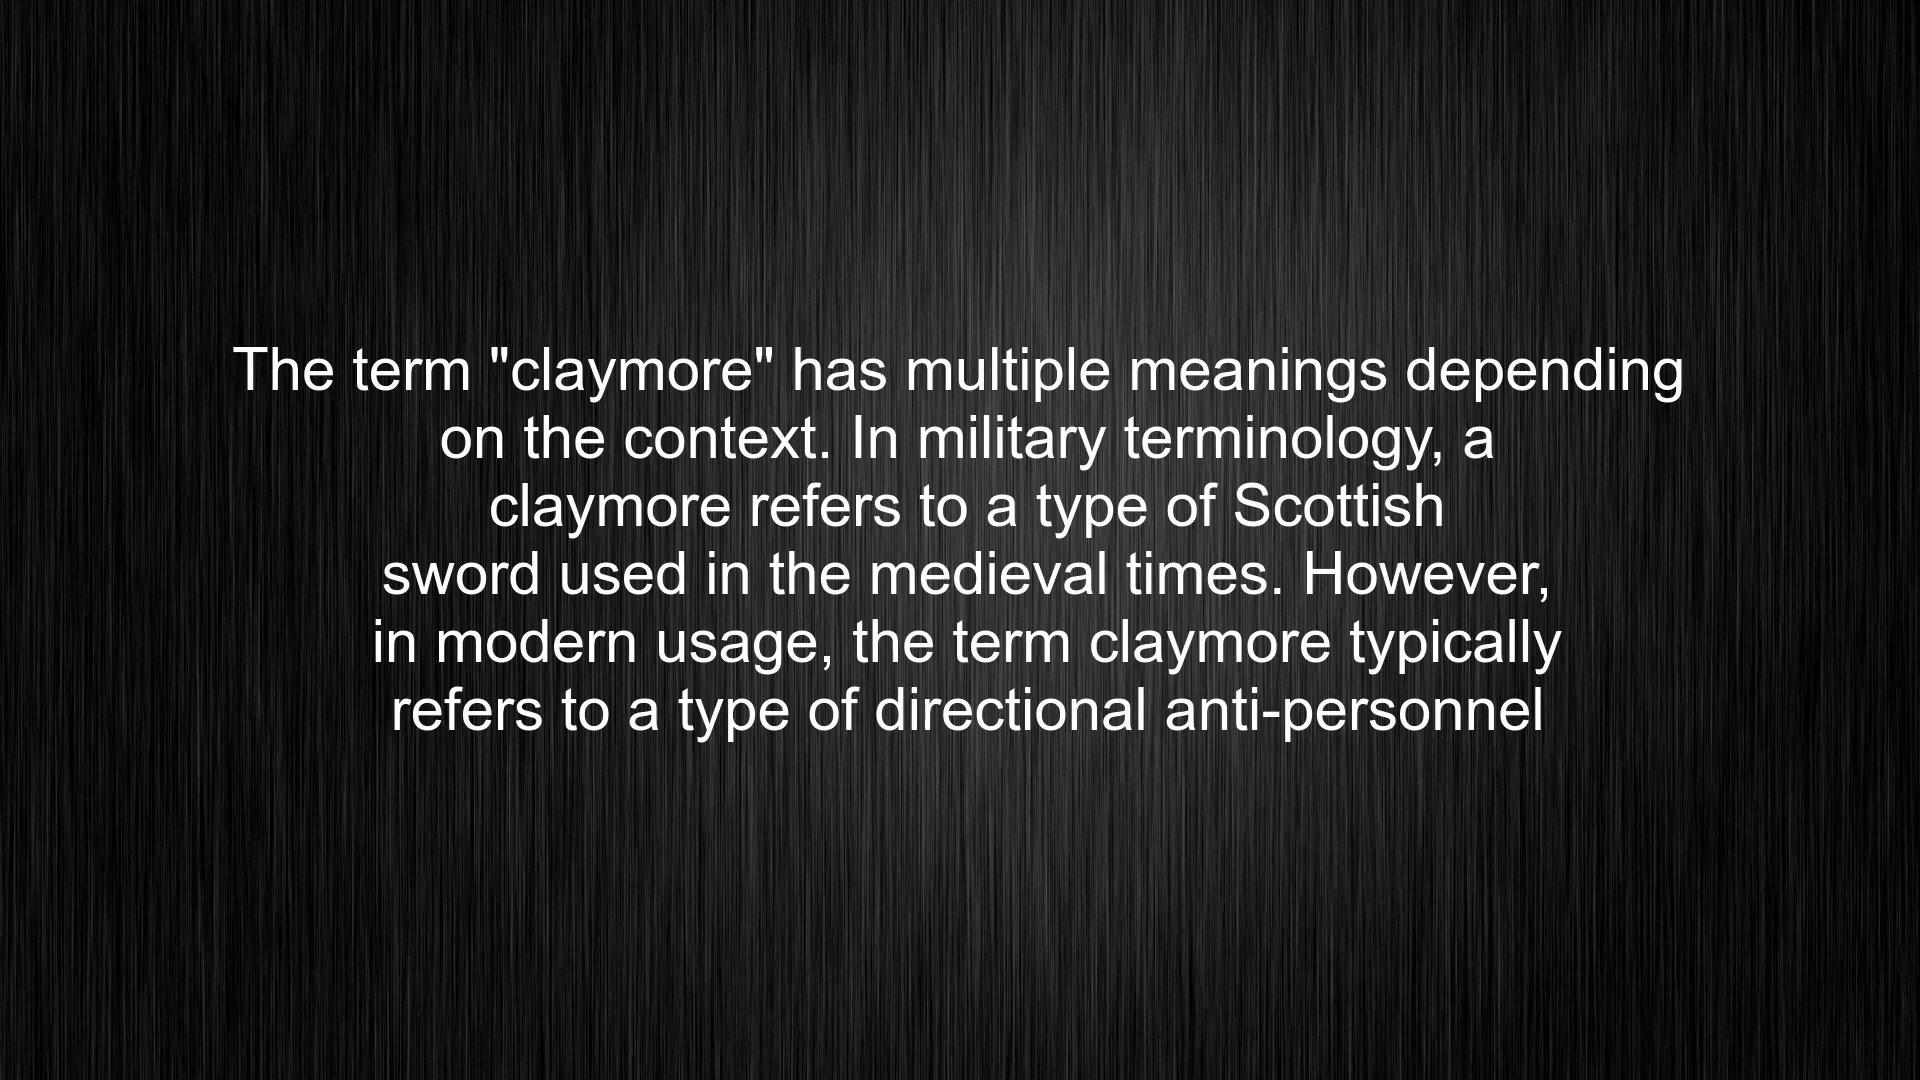 The term "claymore" has multiple meanings depending
on the context. In military terminology, a
claymore refers to a type of Scottish
sword used in the medieval times. However,
in modern usage, the term claymore typically
refers to a type of directional anti-personnel